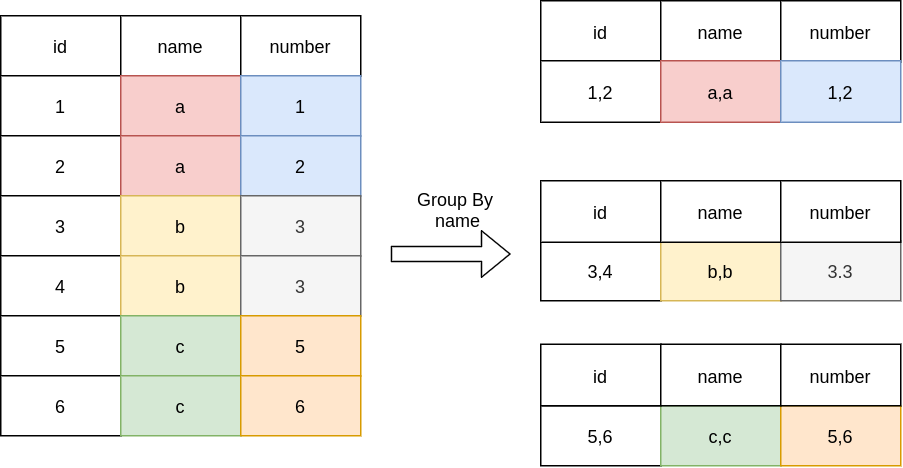 id name number
1 a 1
2 a 2
3 b 3
4 b 3
5 c 5
6 c 6
Group By
name
id name number
1,2 a,a 1,2
id name number
3,4 b,b 3.3
id name number
5,6 c,c 5,6